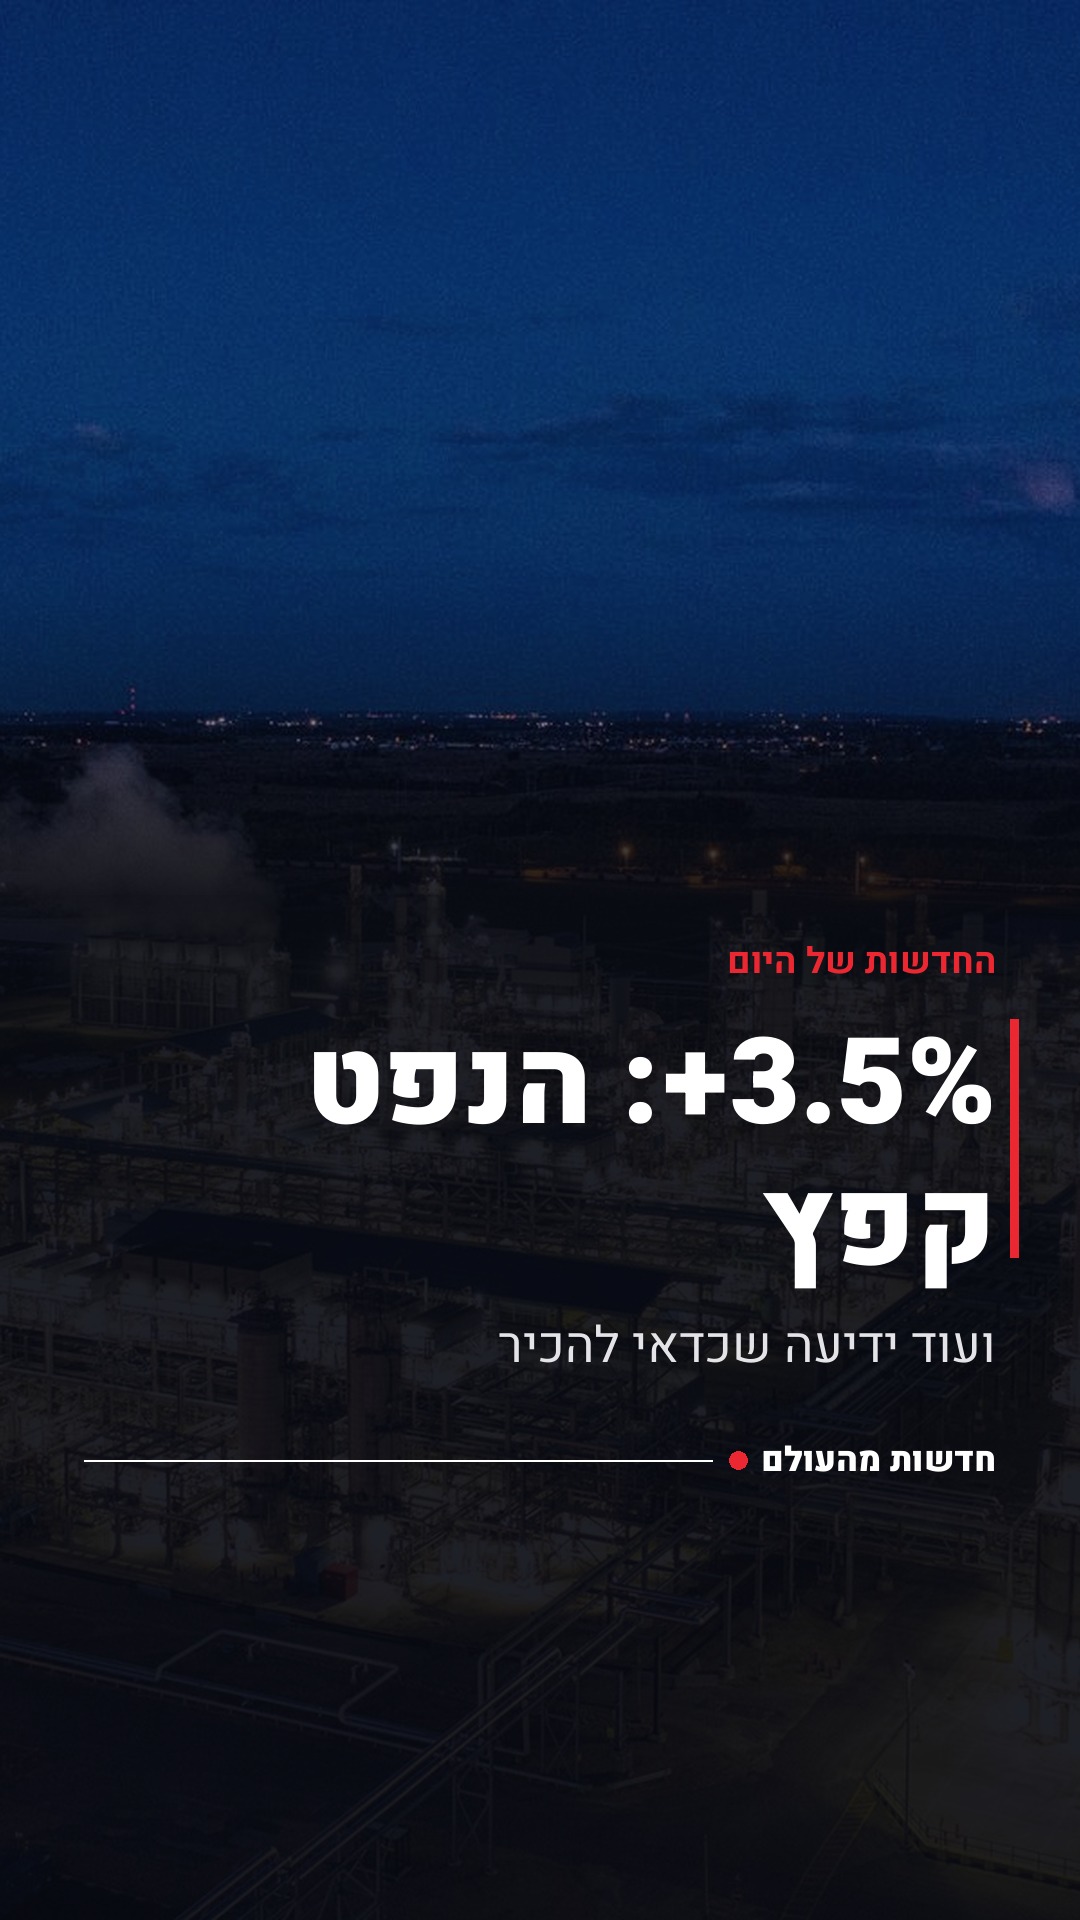 החדשות של היום
3.5%+: הנפט
קפץ
ועוד ידיעה שכדאי להכיר
חדשות מהעולם